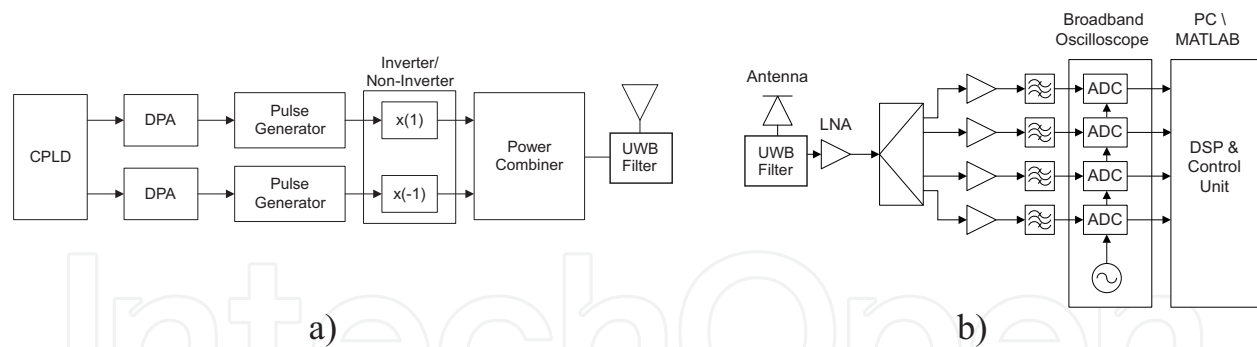 CPLD
DPA
DPA
Pulse
Generator
Pulse
Generator
Inverter/
Non-Inverter
x(1)
x(-1)
Power
Combiner
UWB
Filter
a)
Antenna
UWB
Filter
LNA
Broadband
Oscilloscope
ADC
ADC
ADC
ADC
PC \
MATLAB
DSP &
Control
Unit
b)
IntechOpen